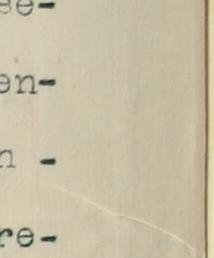 ee-
en-
n -
re-